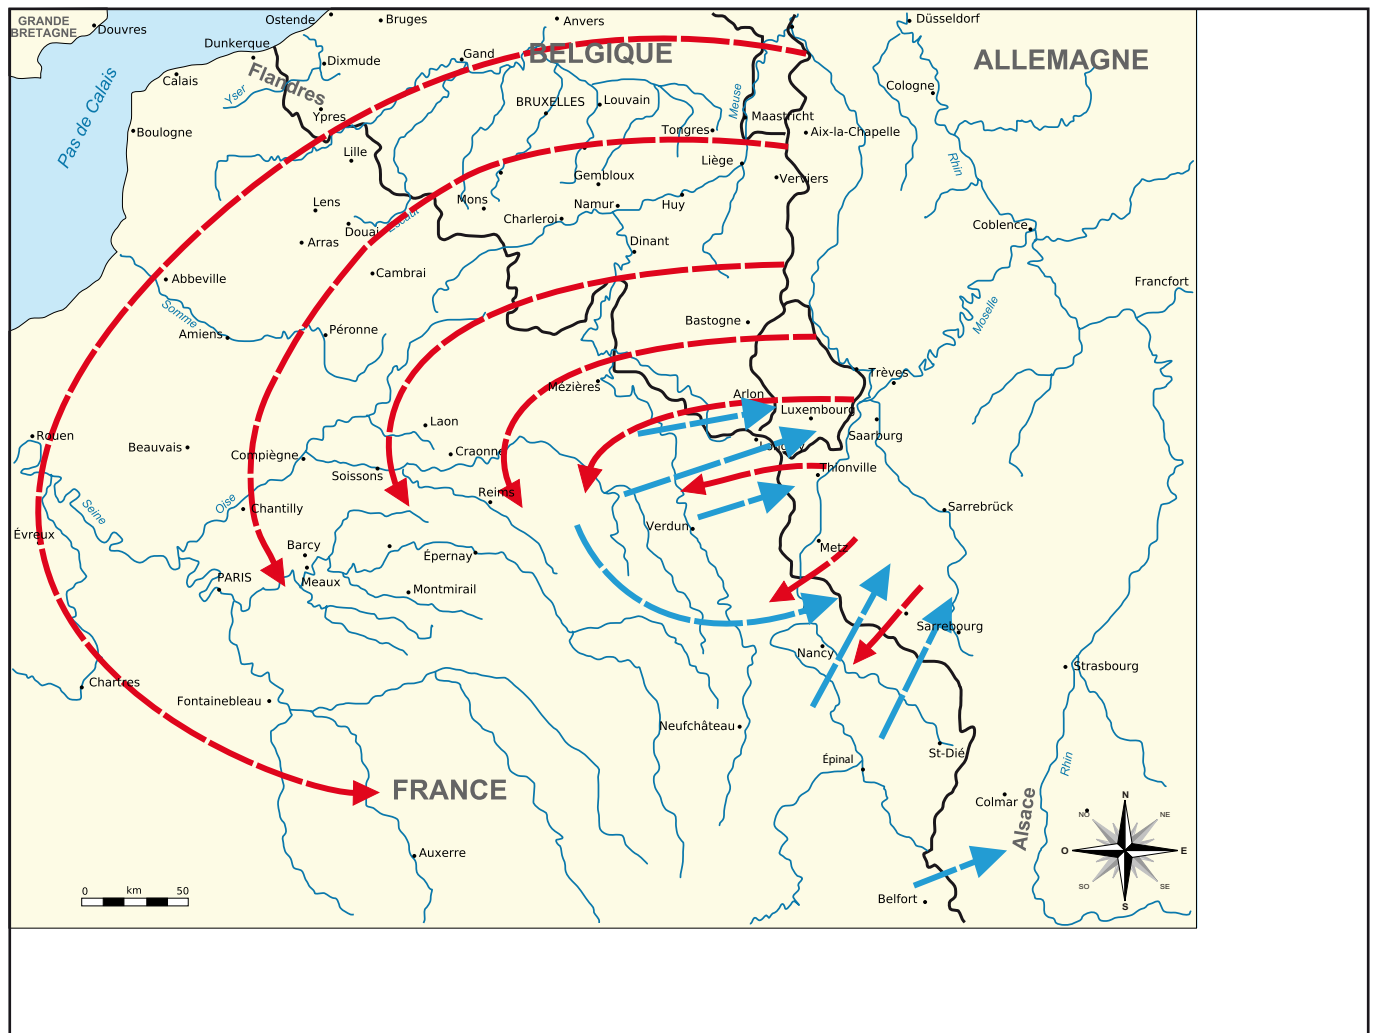 GRANDE
BRETAGNE
Douvres
Ostende
Bruges
Anvers
Düsseldorf
Dunkerque
Dixmude
Gand
BELGIQUE
ALLEMAGNE
Pas de Calais
Calais
Flandres
Yser
Ypres
BRUXELLES
Louvain
Meuse
Cologne
Maastricht
Boulogne
Tongres
Aix-la-Chapelle
Lille
Liège
Rhin
Gembloux
Verviers
Lens
Mons
Namur
Huy
Charleroi
Escaut
Douai
Coblence
Arras
Dinant
Cambrai
Abbeville
Francfort
Somme
Bastogne
Moselle
Amiens
Péronne
Trèves
Mézières
Arlon
Luxembourg
Laon
Rouen
Saarburg
Beauvais
Longwy
Compiègne
Craonne
Thionville
Soissons
Reims
Oise
Seine
Chantilly
Sarrebrück
Évreux
Verdun
Barcy
Metz
Épernay
PARIS
Meaux
Montmirail
Sarrebourg
Nancy
Strasbourg
Chartres
Fontainebleau
Neufchâteau
St-Dié
Épinal
Rhin
FRANCE
Colmar
Alsace
N
NO
NE
O
E
SO
SE
S
Auxerre
0 km 50
Belfort